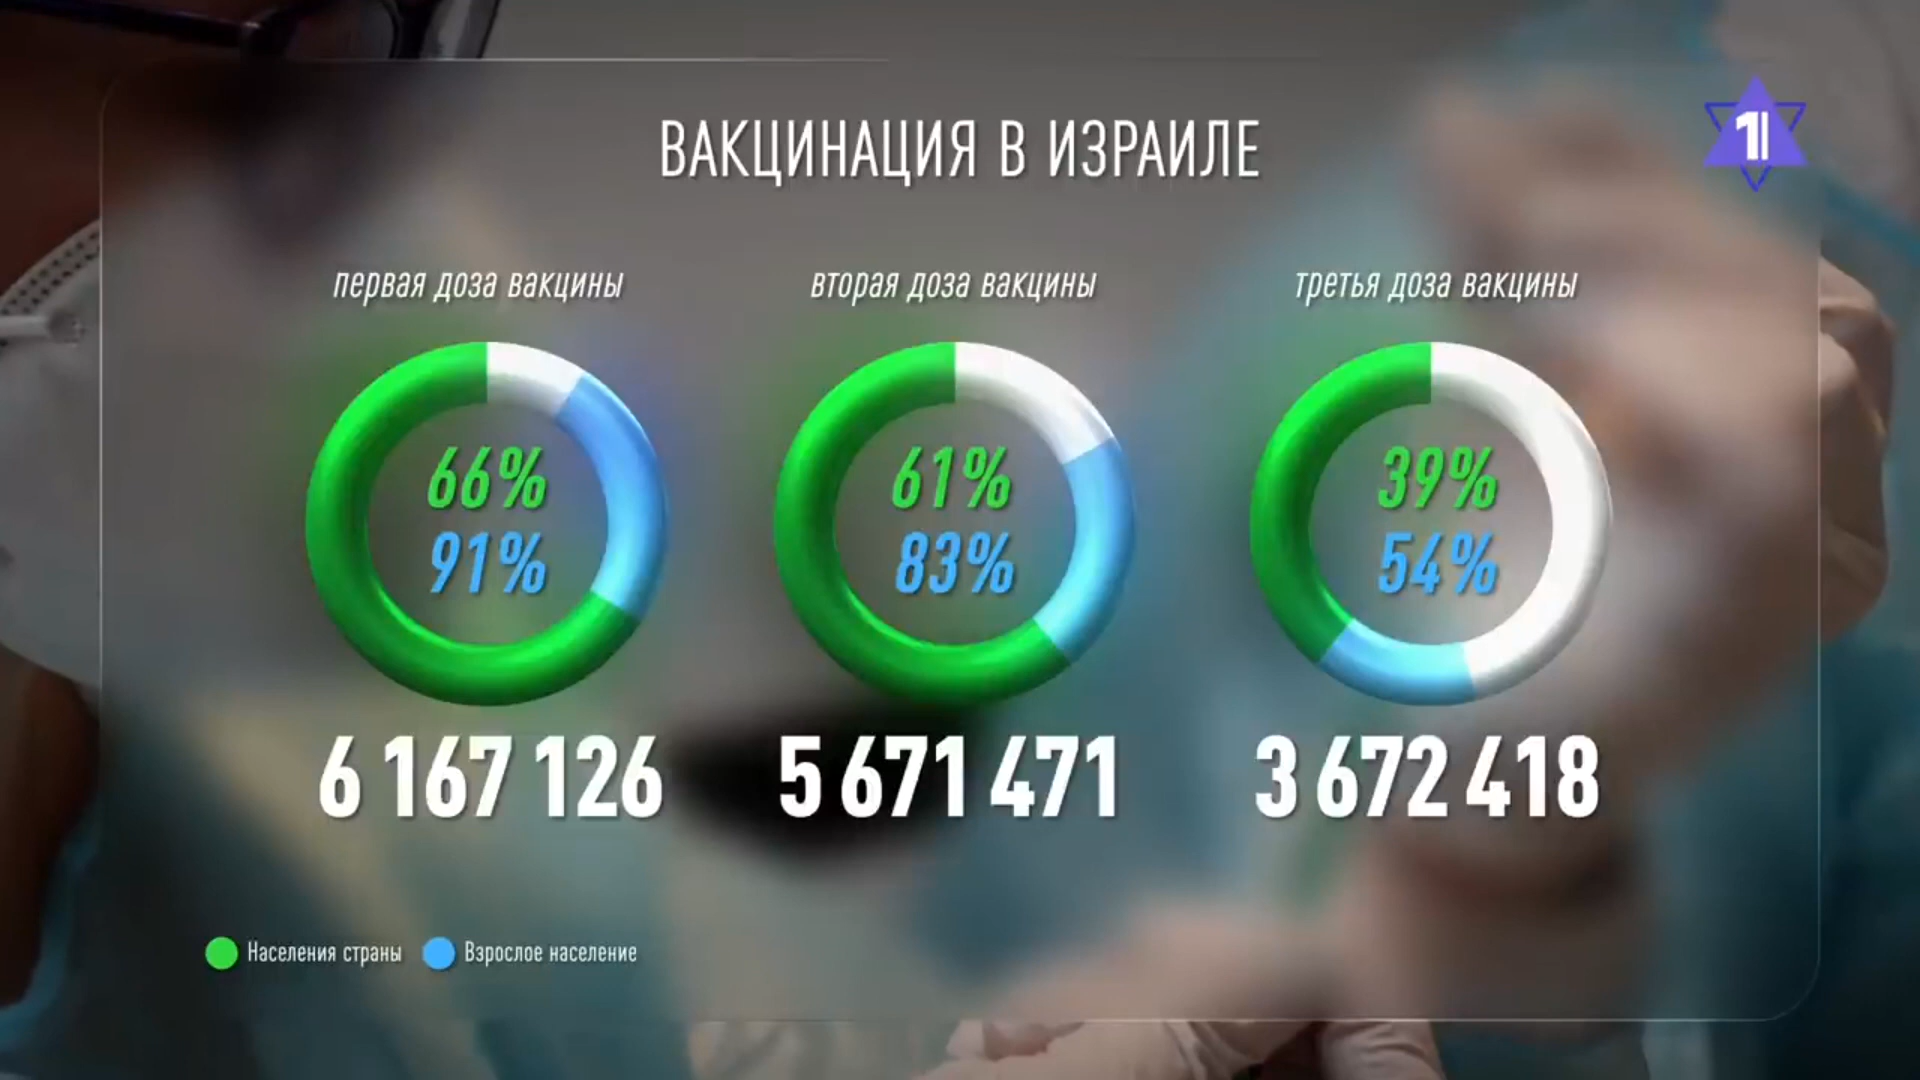 ВАКЦИНАЦИЯ В ИЗРАИЛЕ
1
первая доза вакцины
вторая доза вакцины
третья доза вакцины
66%
91%
61%
83%
39%
54%
6 167 126
5 671 471
3 672 418
Населения страны
Взрослое население